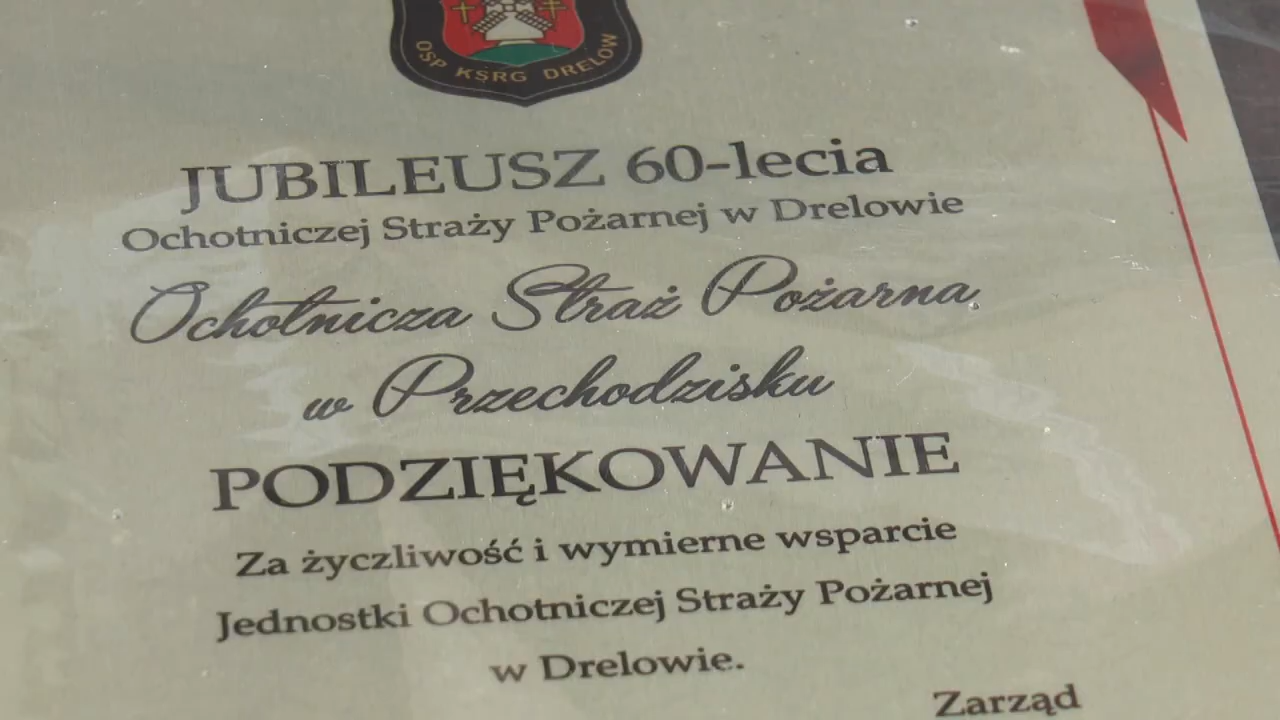 OSP KSRG DRELÓW
JUBILEUSZ 60-lecia
Ochotniczej Straży Pożarnej w Drelowie
Ochotnicza Straż Pożarna
w Przechodzisku
PODZIĘKOWANIE
Za życzliwość i wymierne wsparcie
Jednostki Ochotniczej Straży Pożarnej
w Drelowie.
Zarząd